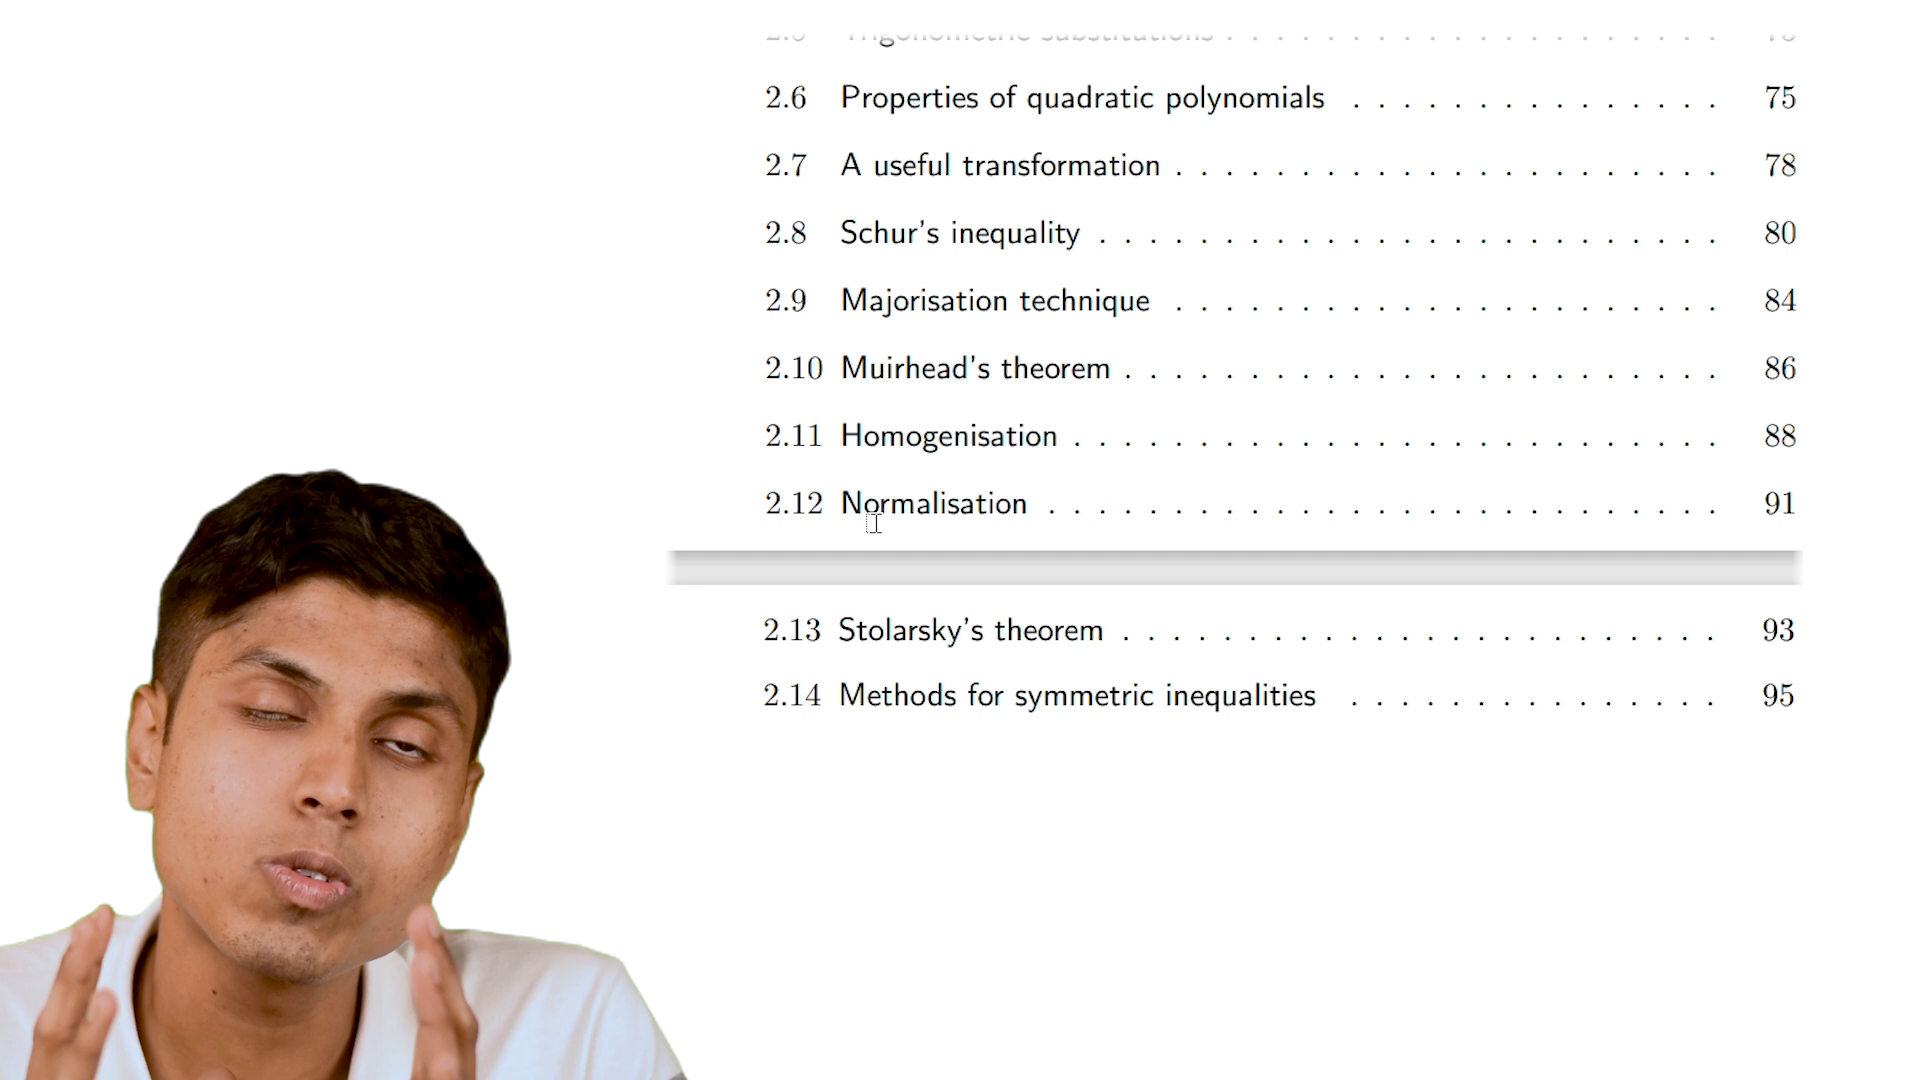 2.6 Properties of quadratic polynomials . . . . . . . . . . . . . . . 75
2.7 A useful transformation . . . . . . . . . . . . . . . . . . . . . . 78
2.8 Schur's inequality . . . . . . . . . . . . . . . . . . . . . . . . . 80
2.9 Majorisation technique . . . . . . . . . . . . . . . . . . . . . . 84
2.10 Muirhead's theorem . . . . . . . . . . . . . . . . . . . . . . . . 86
2.11 Homogenisation . . . . . . . . . . . . . . . . . . . . . . . . . . 88
2.12 Normalisation . . . . . . . . . . . . . . . . . . . . . . . . . . . 91
2.13 Stolarsky's theorem . . . . . . . . . . . . . . . . . . . . . . . . 93
2.14 Methods for symmetric inequalities . . . . . . . . . . . . . . . 95